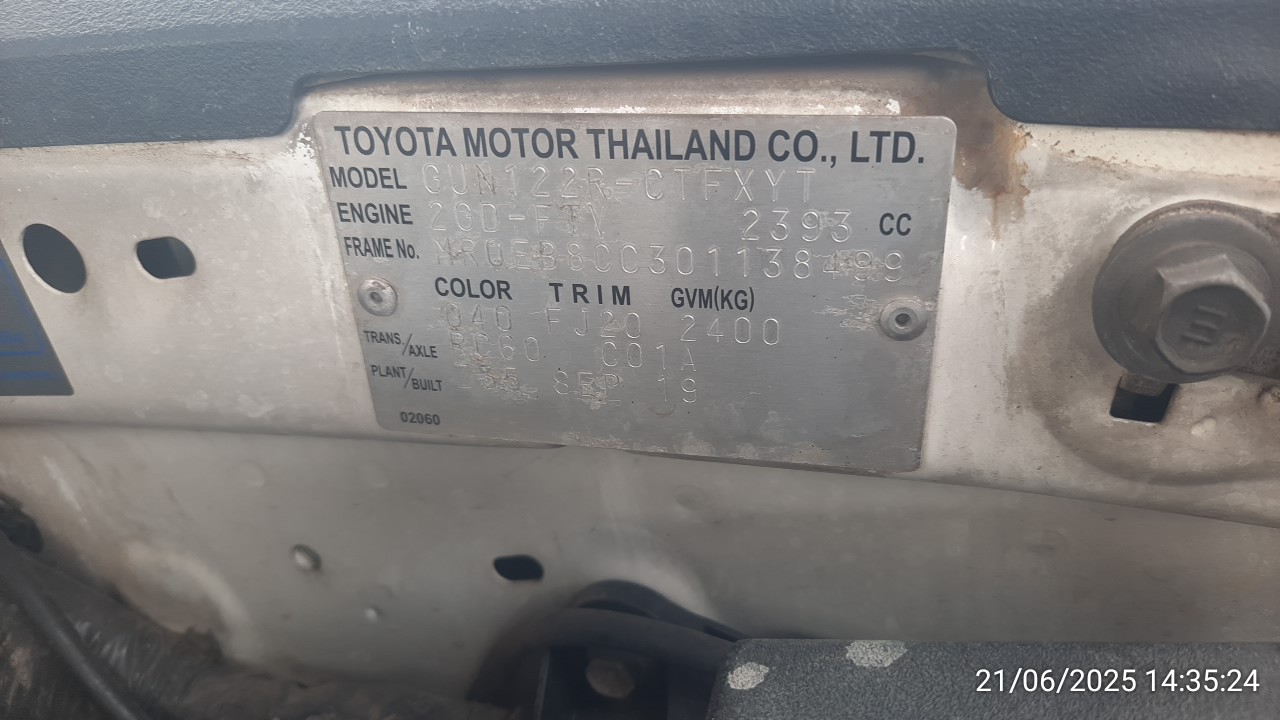 TOYOTA MOTOR THAILAND CO., LTD.
MODEL GUN122R-CTFXYT
ENGINE 2GD-FTV 2393 CC
FRAME No. MR0EB8CC301138499
COLOR TRIM GVM(KG)
040 FJ20 2400
TRANS./AXLE RC60 C01A
PLANT/BUILT SEP 19
02060
21/06/2025 14:35:24